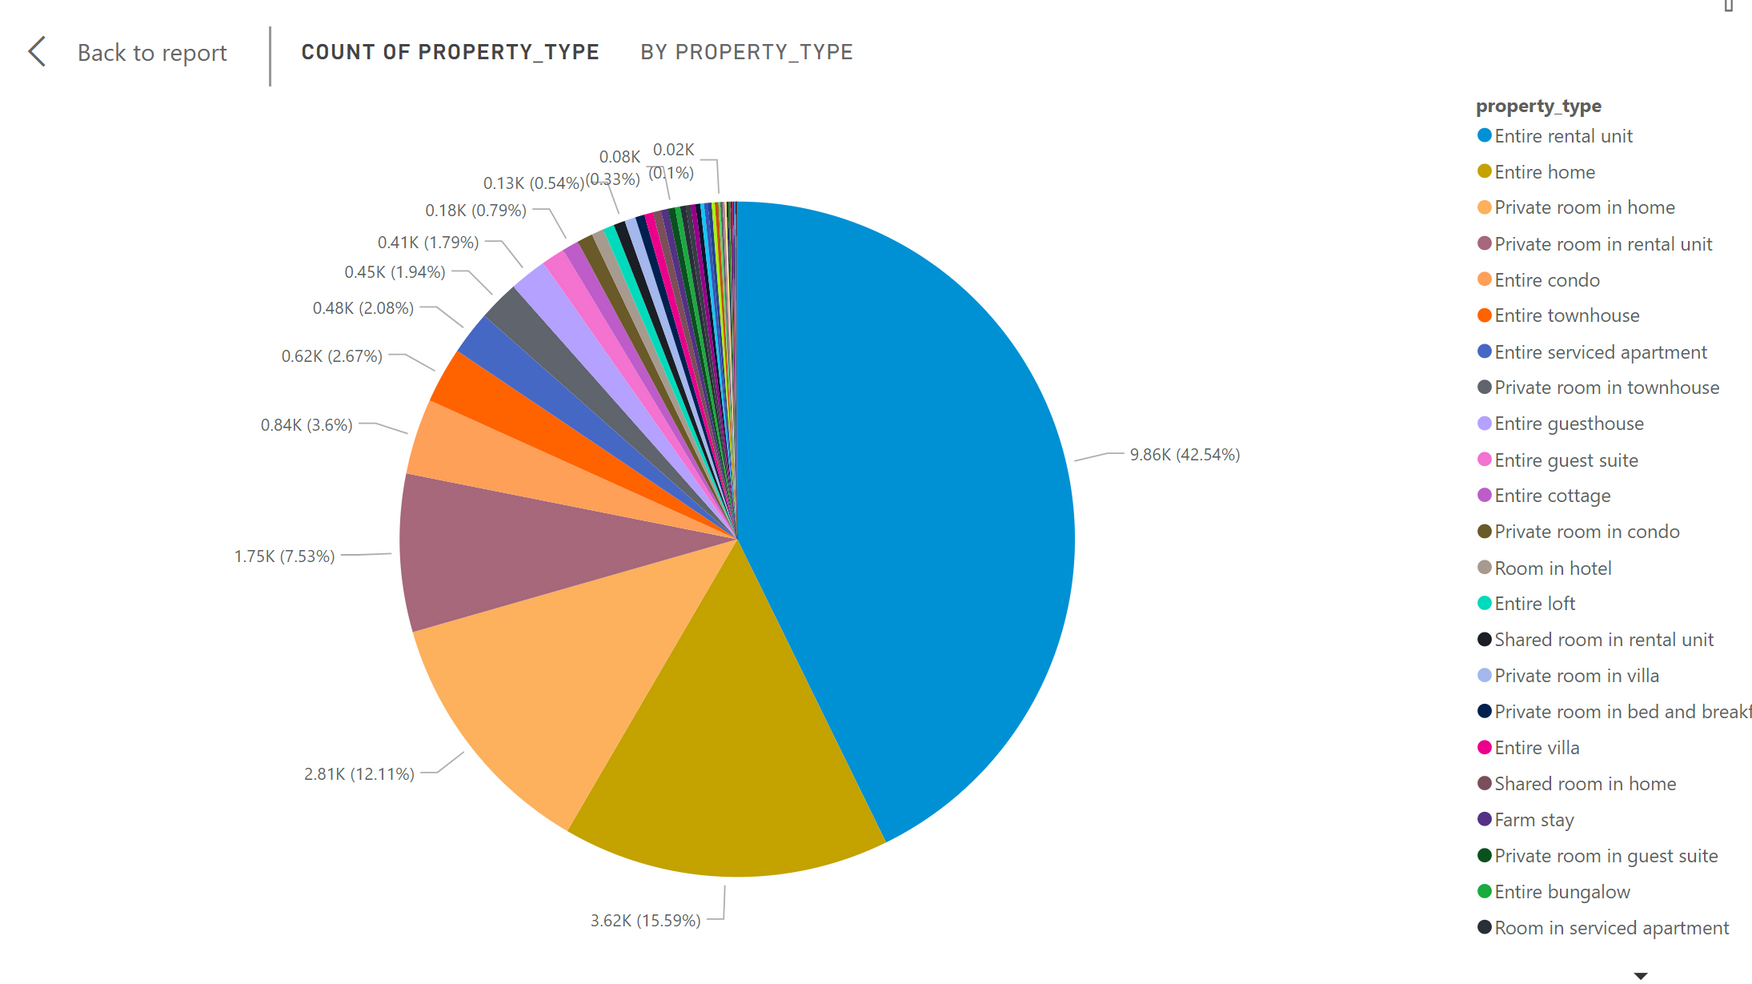 Back to report
COUNT OF PROPERTY_TYPE BY PROPERTY_TYPE
property_type
Entire rental unit
Entire home
Private room in home
Private room in rental unit
Entire condo
Entire townhouse
Entire serviced apartment
Private room in townhouse
Entire guesthouse
Entire guest suite
Entire cottage
Private room in condo
Room in hotel
Entire loft
Shared room in rental unit
Private room in villa
Private room in bed and breakf
Entire villa
Shared room in home
Farm stay
Private room in guest suite
Entire bungalow
Room in serviced apartment
0.02K
(0.1%)
0.08K
(0.33%)
0.13K (0.54%)
0.18K (0.79%)
0.41K (1.79%)
0.45K (1.94%)
0.48K (2.08%)
0.62K (2.67%)
0.84K (3.6%)
1.75K (7.53%)
2.81K (12.11%)
3.62K (15.59%)
9.86K (42.54%)